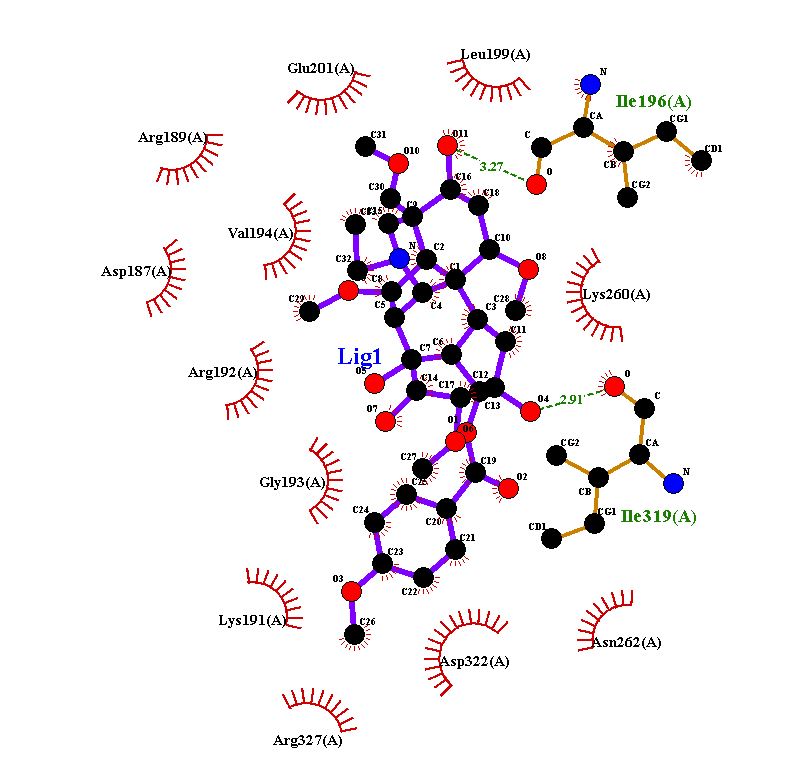 Leu199(A)
Glu201(A)
N
Ile196(A)
CA
CG1
Arg189(A)
C31
O11
C
CB
CD1
O10
3.27
O
CG2
C30
C16
C18
C9
Val194(A)
N
C2
C10
Asp187(A)
C32
C1
O8
C8
C29
C5
C4
C28
Lys260(A)
C3
C11
Lig1
C7
C6
Arg192(A)
O5
C14
C17
C12
C13
O
O7
O4
2.91
C
O1
O6
CG2
CA
C27
C19
N
Gly193(A)
C25
O2
CB
C24
C20
CG1
Ile319(A)
C21
CD1
C23
O3
C22
Lys191(A)
C26
Asn262(A)
Asp322(A)
Arg327(A)